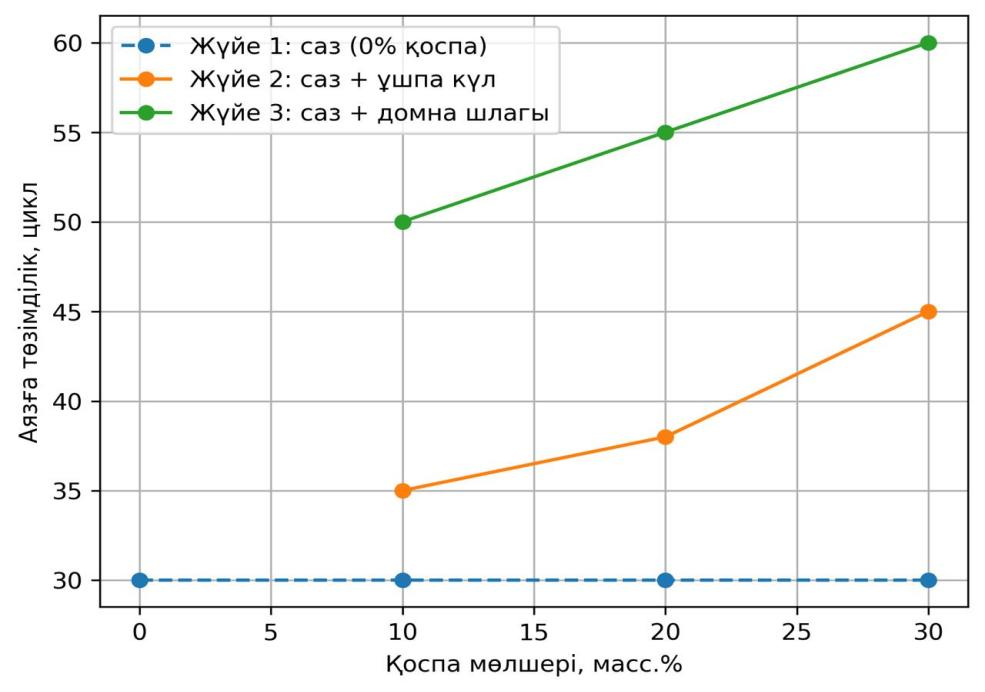 60
55
50
45
40
35
30
Аязға төзімділік, цикл
Жүйе 1: саз (0% қоспа)
Жүйе 2: саз + ұшпа күл
Жүйе 3: саз + домна шлагы
0 5 10 15 20 25 30
Қоспа мөлшері, масс.%